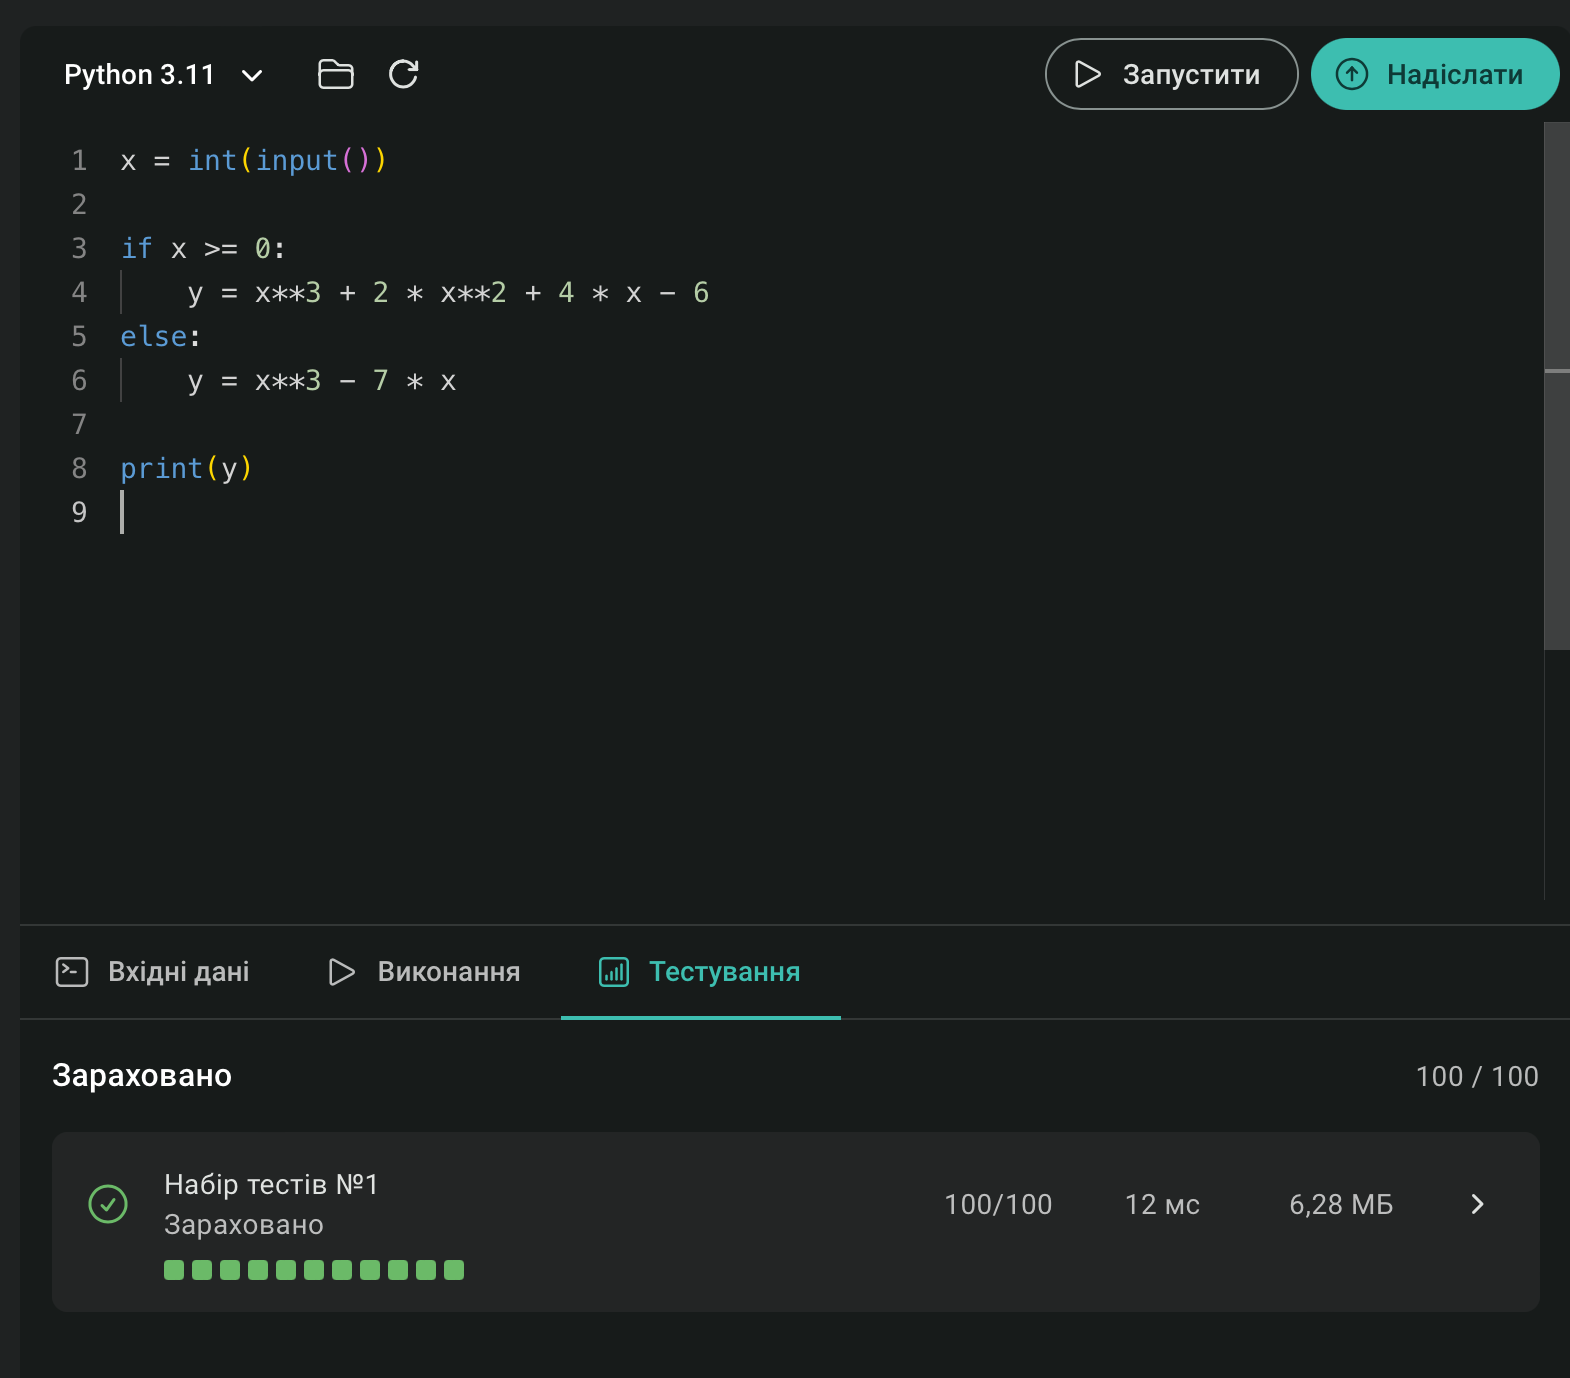 Python 3.11
Запустити
Надіслати
1 x = int(input())
2
3 if x >= 0:
4     y = x**3 + 2 * x**2 + 4 * x - 6
5 else:
6     y = x**3 - 7 * x
7
8 print(y)
9
Вхідні дані
Виконання
Тестування
Зараховано
100 / 100
Набір тестів №1
Зараховано
100/100
12 мс
6,28 МБ